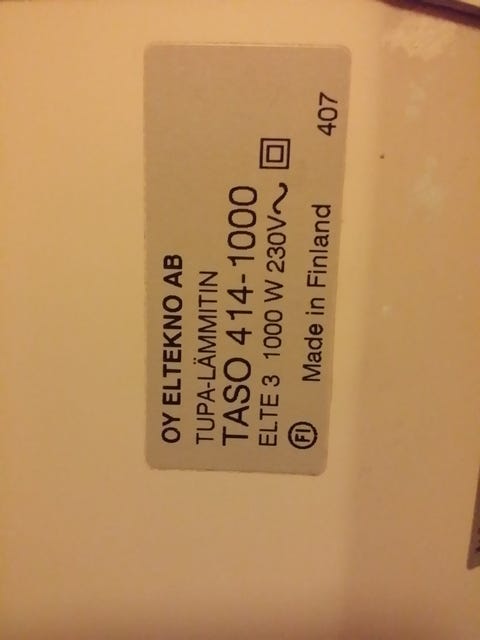 OY ELTEKNO AB
TUPA-LÄMMITIN
TASO 414-1000
ELTE 3 1000 W 230V~
FI Made in Finland 407